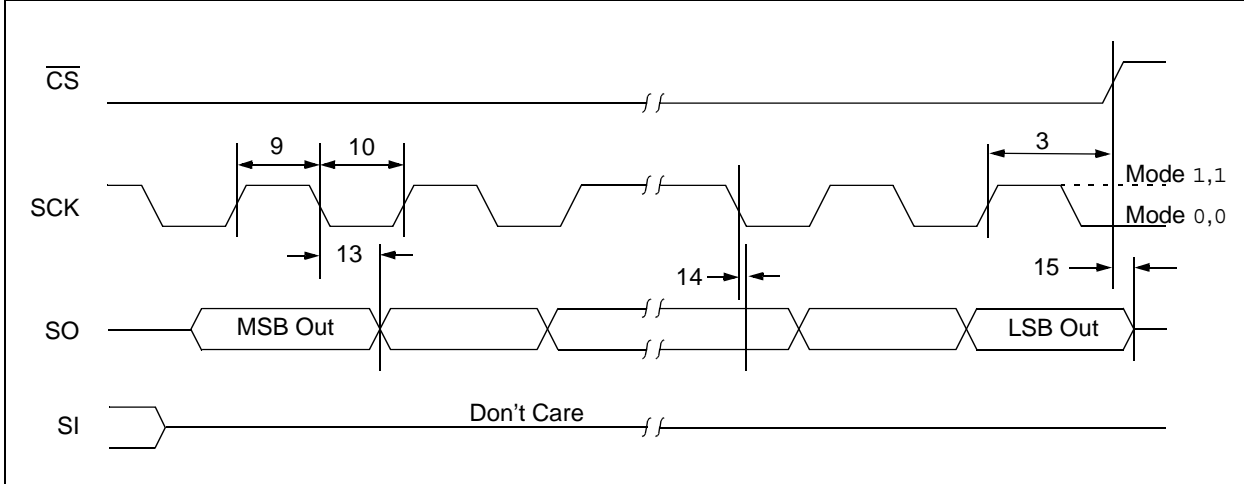 CS
9
10
3
SCK
Mode 1,1
Mode 0,0
13
14
15
SO
MSB Out
LSB Out
SI
Don't Care